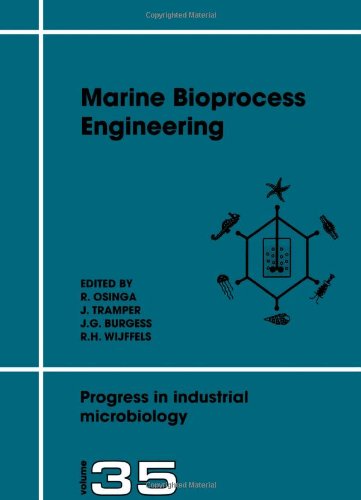 Copyrighted Material
Marine Bioprocess
Engineering
EDITED BY
R. OSINGA
J. TRAMPER
J.G. BURGESS
R.H. WIJFFELS
Progress in industrial
microbiology
volume 35